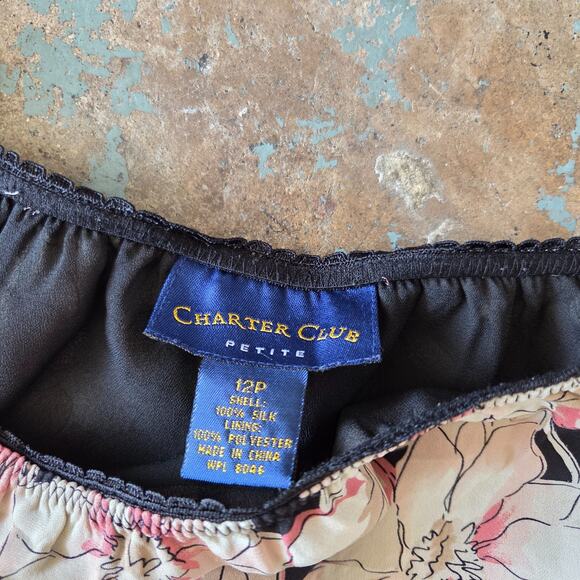 CHARTER CLUB
PETITE
12P
SHELL:
100% SILK
LINING:
100% POLYESTER
MADE IN CHINA
WPL 8046